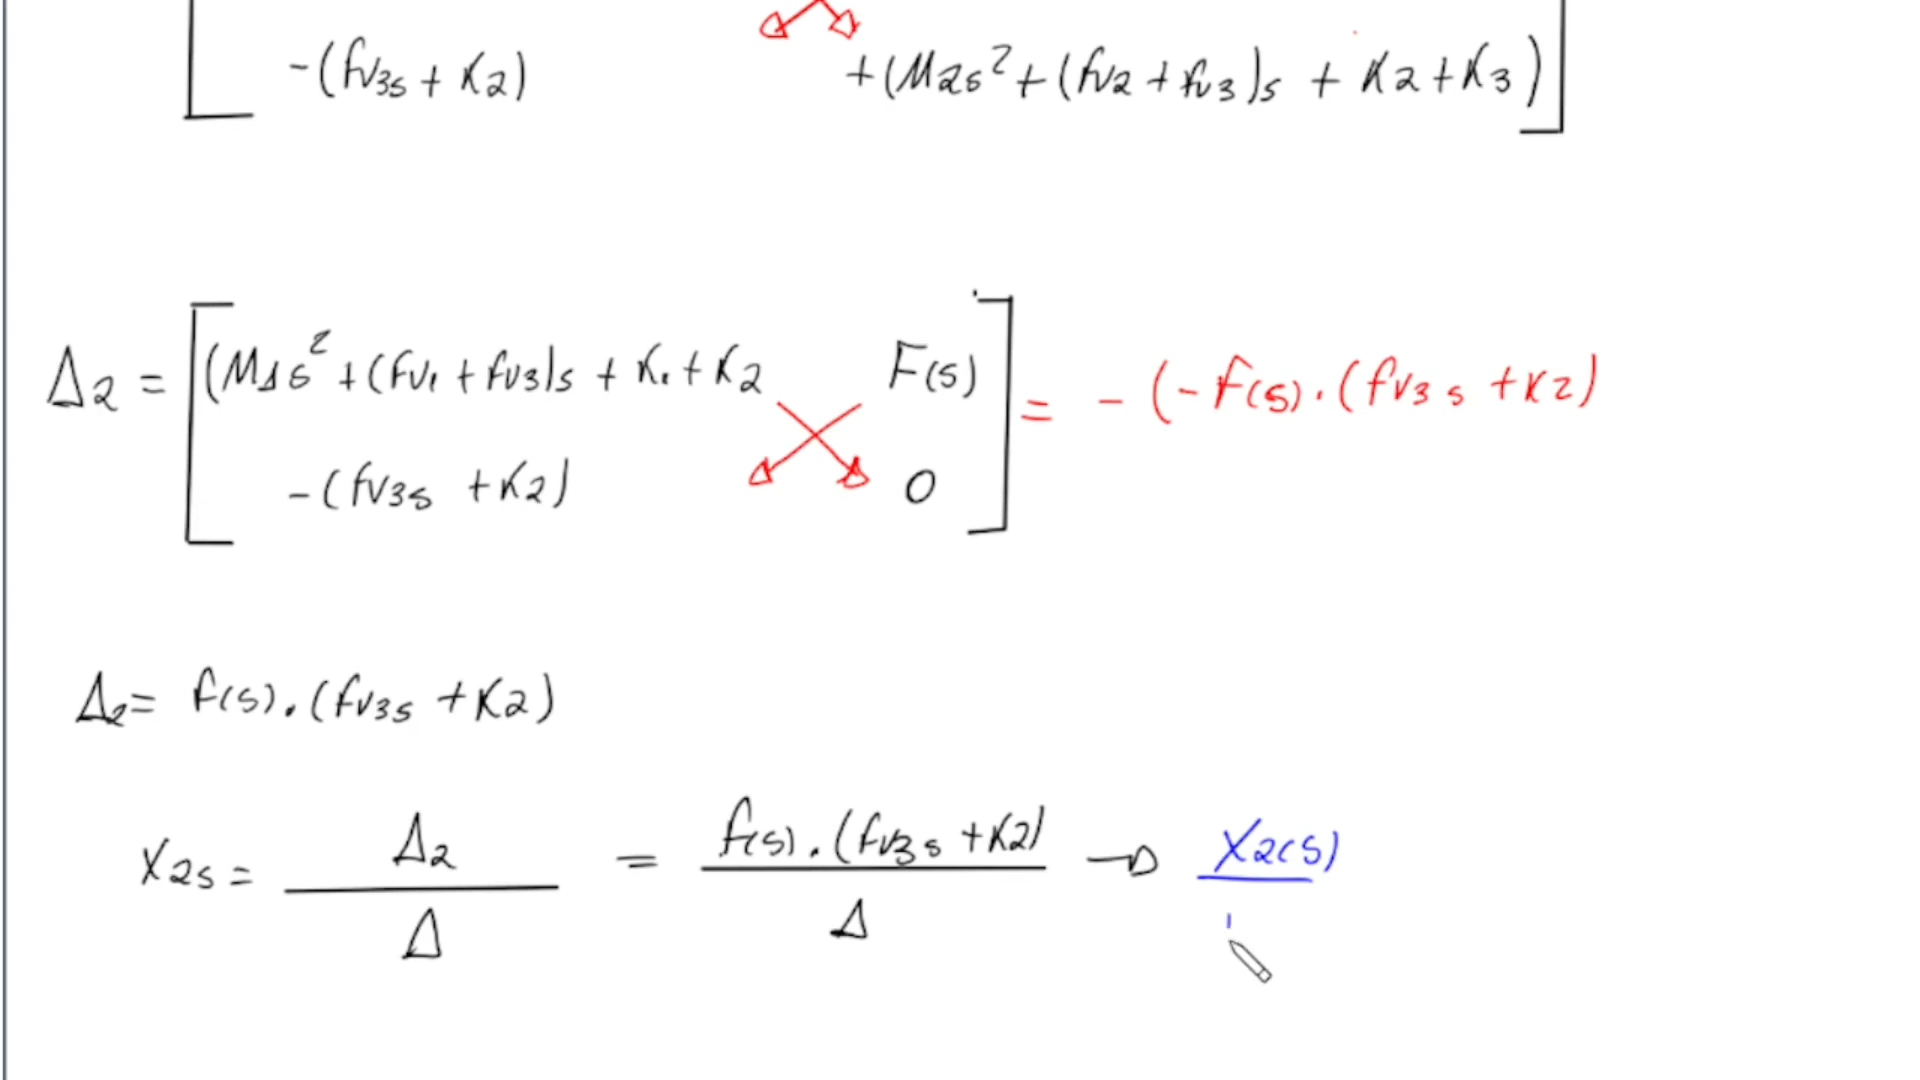 -(fv3s + K2) +(M2s² + (fv2 + fv3)s + K2 + K3)
Δ2 = [(M1s² + (fv1 + fv3)s + K1 + K2 F(s)
-(fv3s + K2) 0] = -(-F(s).(fv3s + K2)
Δ2 = F(s).(fv3s + K2)
X2s = Δ2 / Δ = F(s).(fv3s + K2) / Δ → X2(s)